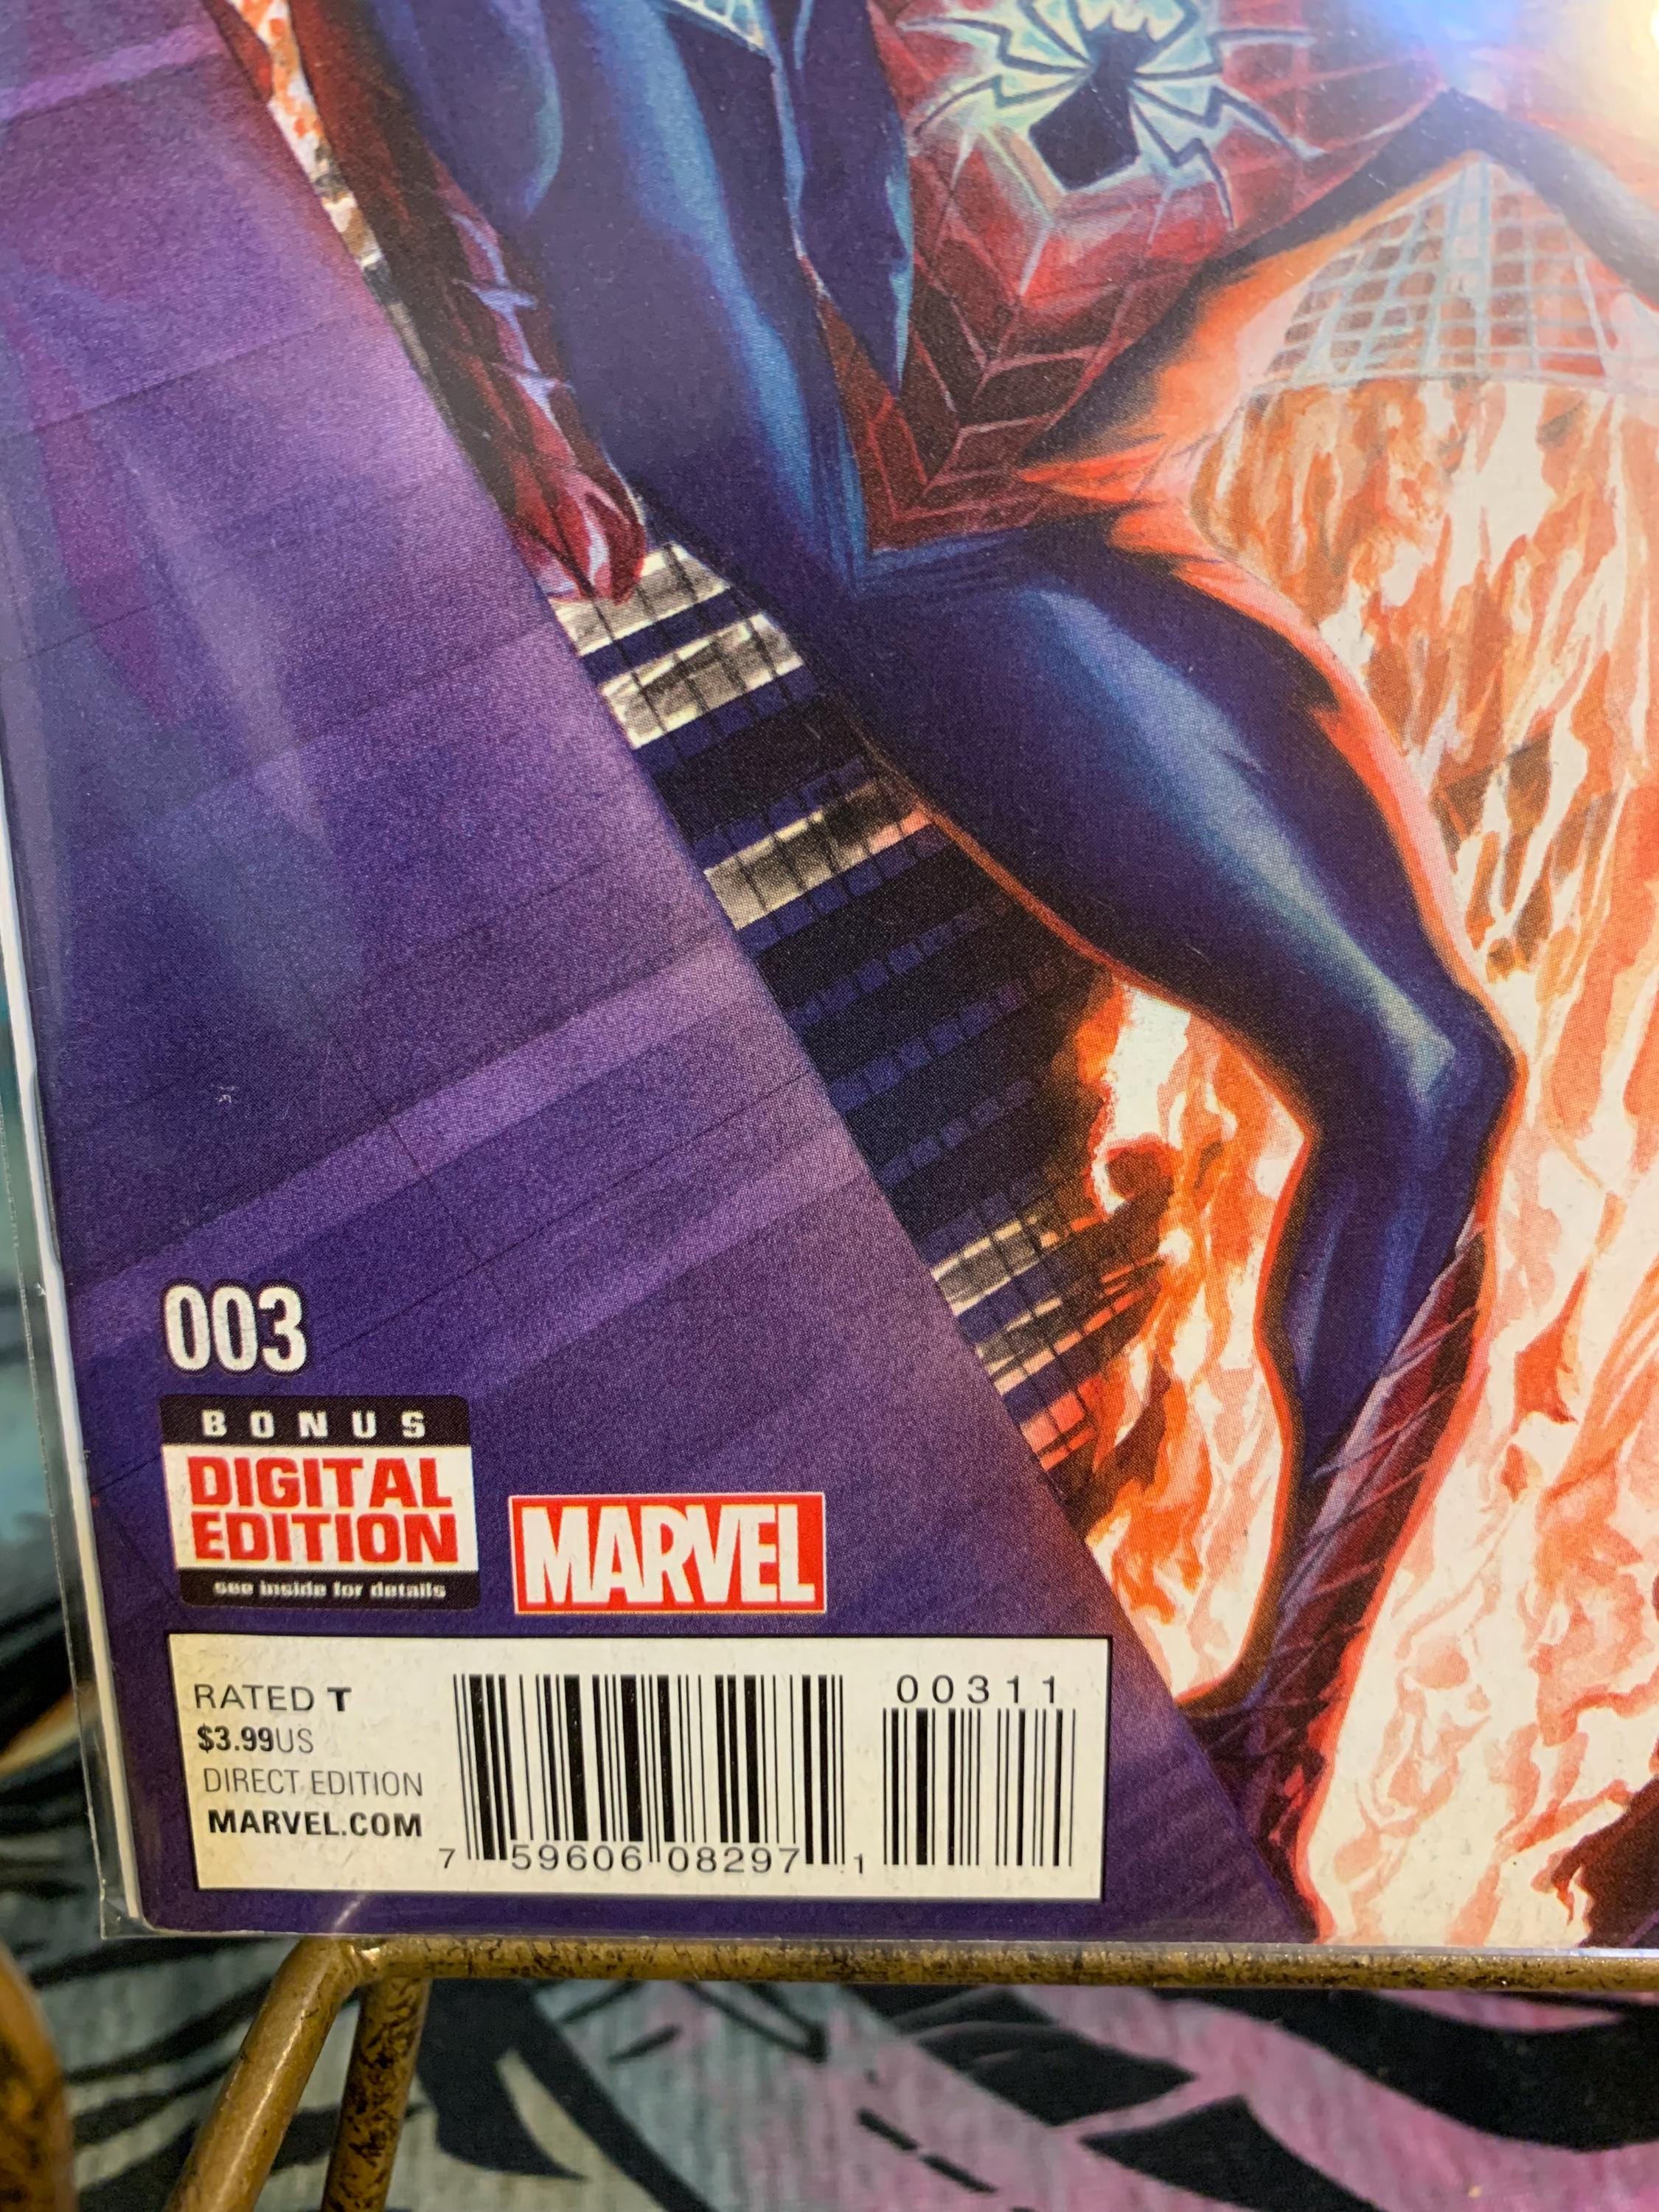 003
BONUS
DIGITAL
EDITION
see inside for details
MARVEL
RATED T
$3.99US
DIRECT EDITION
MARVEL.COM
00311
7 59606 08297 1